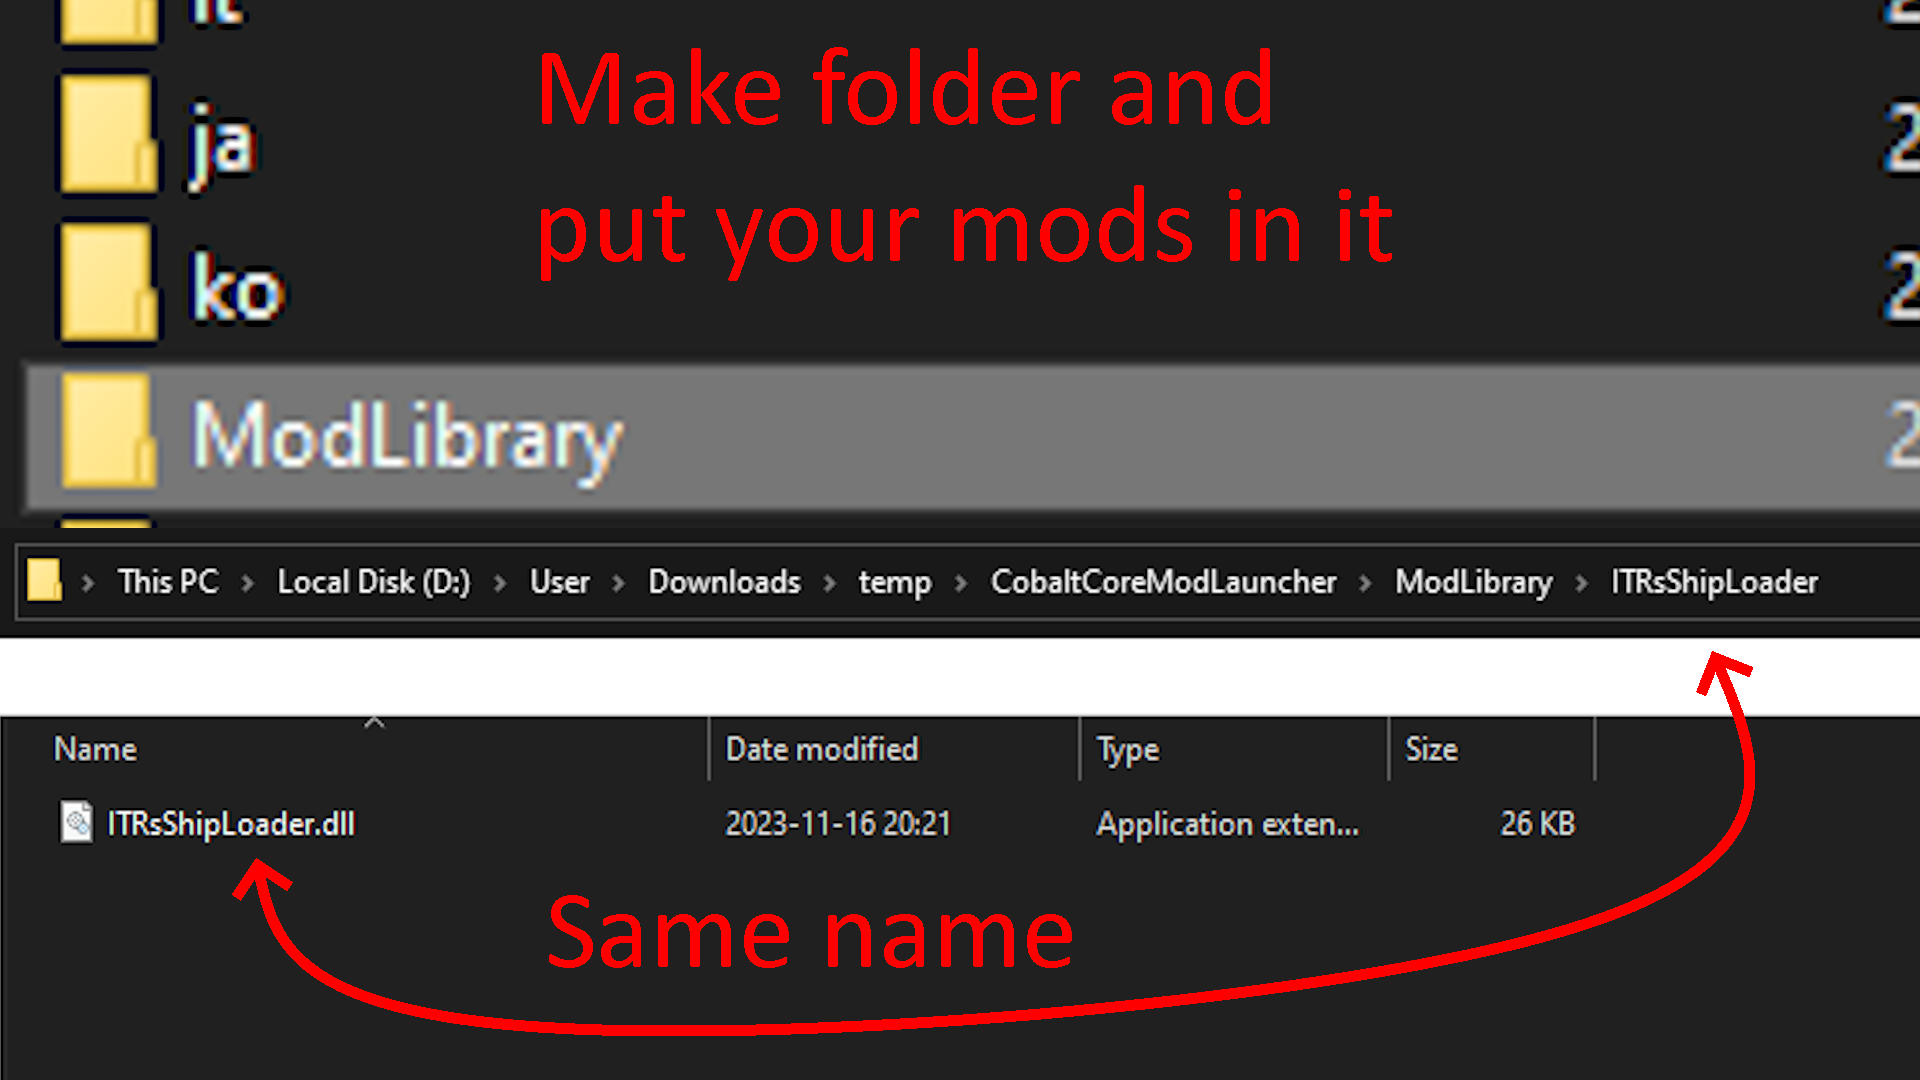 Make folder and
ja
put your mods in it
ko
ModLibrary
This PC > Local Disk (D:) > User > Downloads > temp > CobaltCoreModLauncher > ModLibrary > ITRsShipLoader
Name Date modified Type Size
ITRsShipLoader.dll 2023-11-16 20:21 Application exten... 26 KB
Same name